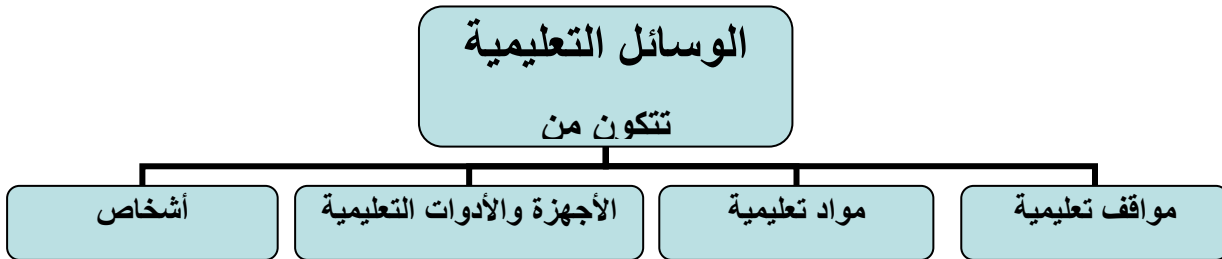 الوسائل التعليمية
تتكون من
مواقف تعليمية
مواد تعليمية
الأجهزة والأدوات التعليمية
أشخاص